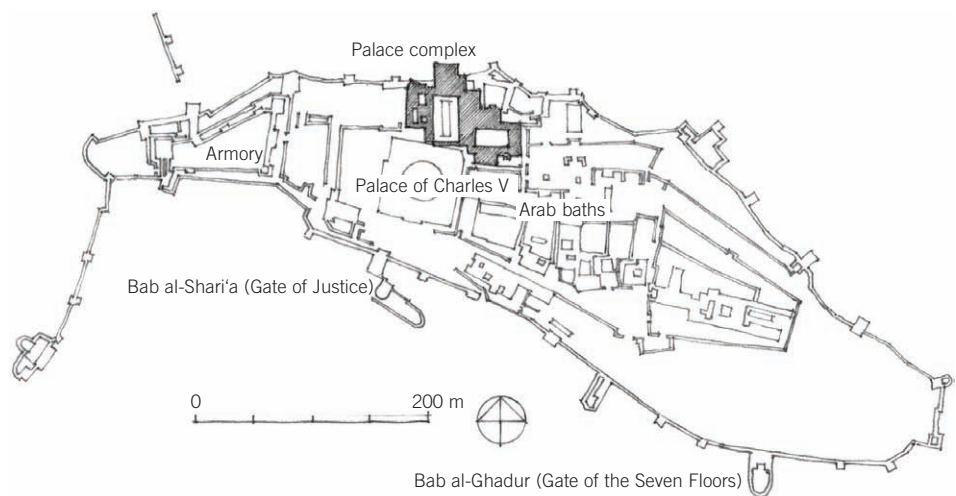 Palace complex
Armory
Palace of Charles V
Arab baths
Bab al-Shari‘a (Gate of Justice)
0 200 m
Bab al-Ghadur (Gate of the Seven Floors)